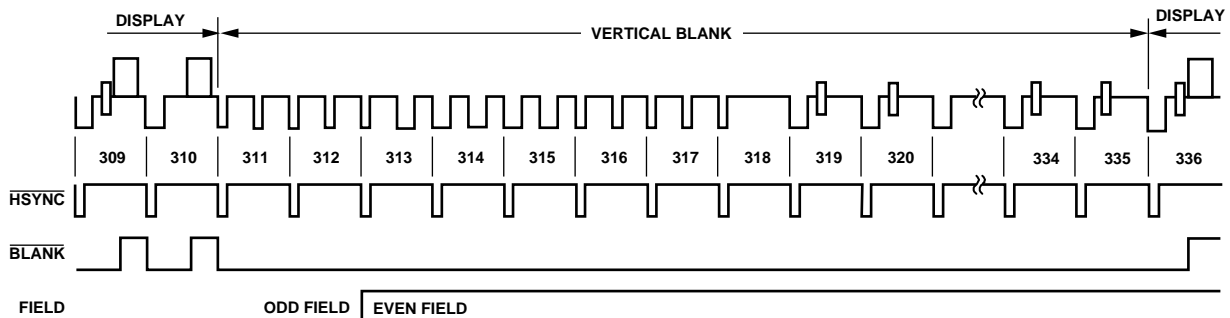 DISPLAY VERTICAL BLANK DISPLAY
309 310 311 312 313 314 315 316 317 318 319 320 334 335 336
HSYNC
BLANK
FIELD ODD FIELD EVEN FIELD